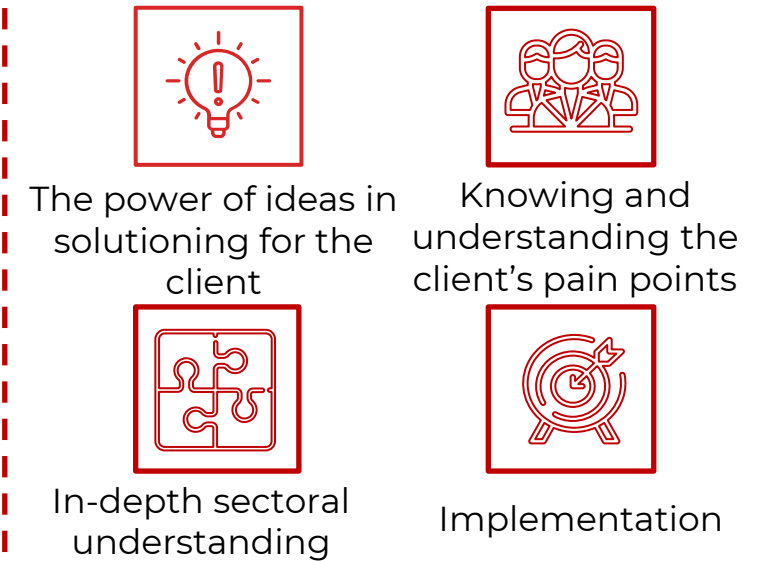 The power of ideas in
solutioning for the
client
Knowing and
understanding the
client’s pain points
In-depth sectoral
understanding
Implementation